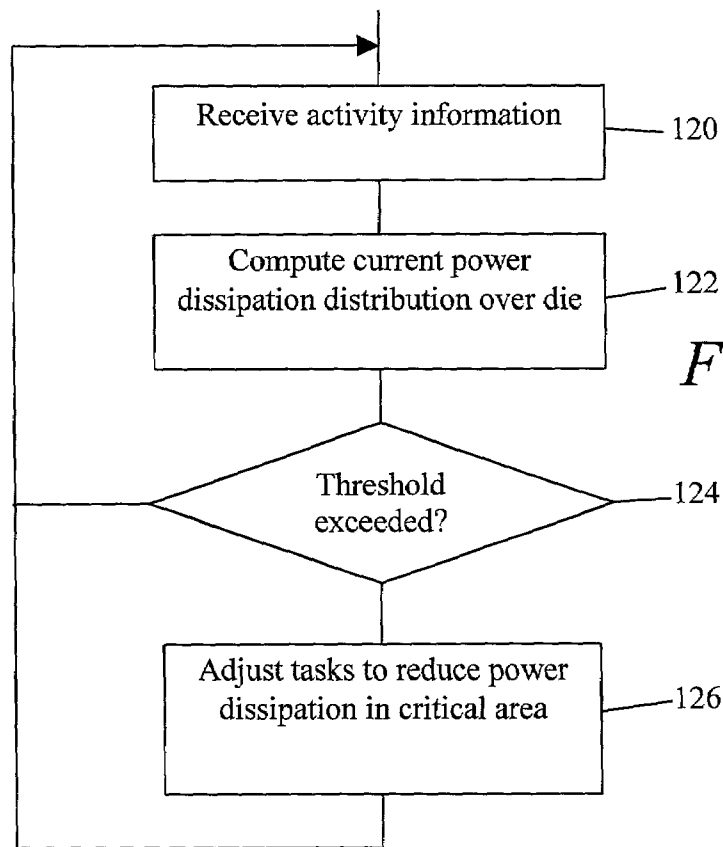 Receive activity information
120
Compute current power
dissipation distribution over die
122
F
Threshold
exceeded?
124
Adjust tasks to reduce power
dissipation in critical area
126